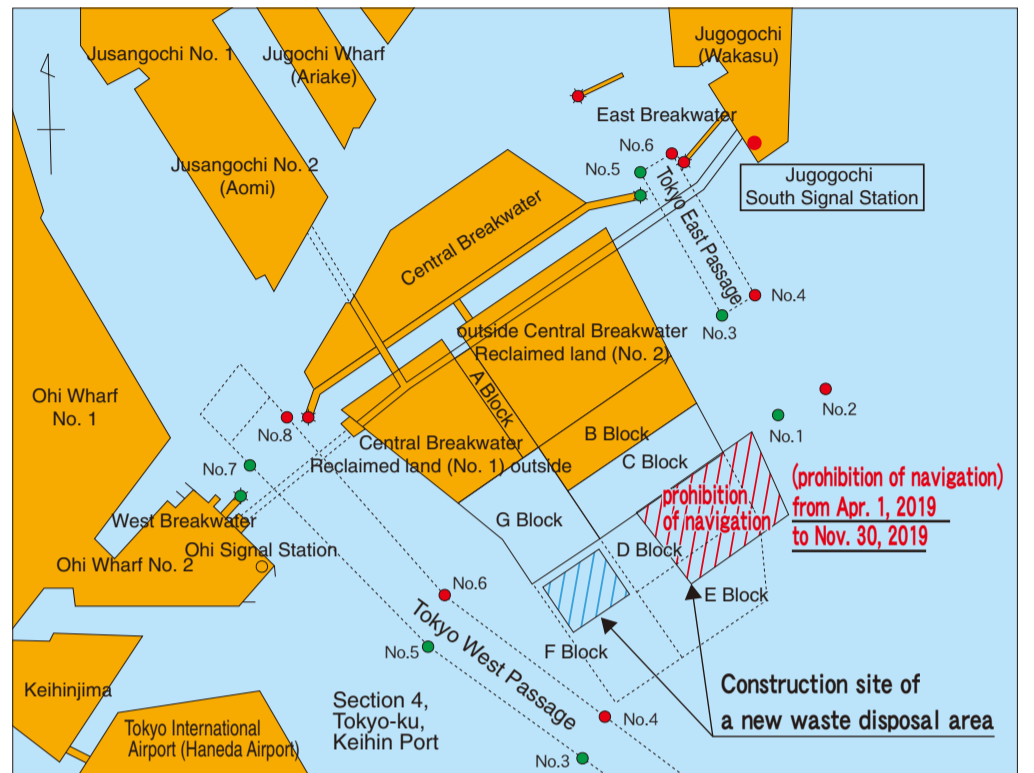 Jusangochi No. 1
Jugochi Wharf
(Ariake)
Jugogochi
(Wakasu)
East Breakwater
No.6
No.5
Jusangochi No. 2
(Aomi)
Jugogochi
South Signal Station
Tokyo East Passage
Central Breakwater
No.4
No.3
outside Central Breakwater
Reclaimed land (No. 2)
A Block
Ohi Wharf
No. 1
No.2
No.1
No.8
B Block
Central Breakwater
Reclaimed land (No. 1) outside
C Block
No.7
(prohibition of navigation)
from Apr. 1, 2019
to Nov. 30, 2019
prohibition
of navigation
West Breakwater
G Block
Ohi Signal Station
D Block
Ohi Wharf No. 2
No.6
E Block
Tokyo West Passage
No.5
F Block
Keihinjima
Section 4,
Tokyo-ku,
Keihin Port
Construction site of
a new waste disposal area
Tokyo International
Airport (Haneda Airport)
No.4
No.3